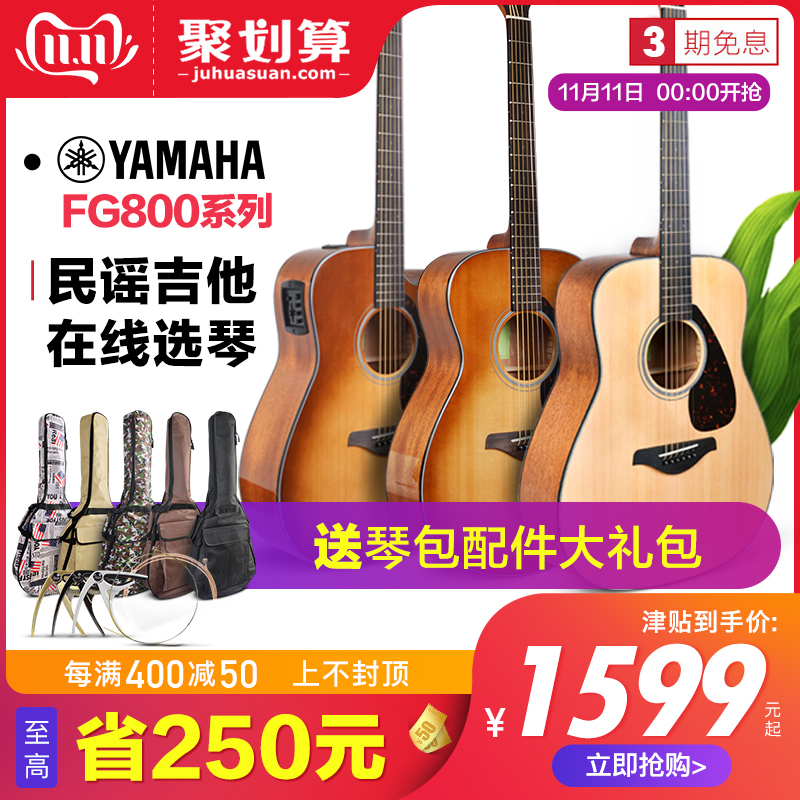 11.11
聚划算
juhuasuan.com
3期免息
11月11日 00:00开抢
YAMAHA
FG800系列
民谣吉他
在线选琴
送琴包配件大礼包
津贴到手价:
每满400减50 上不封顶
¥1599元起
至高
省250元
50
立即抢购>